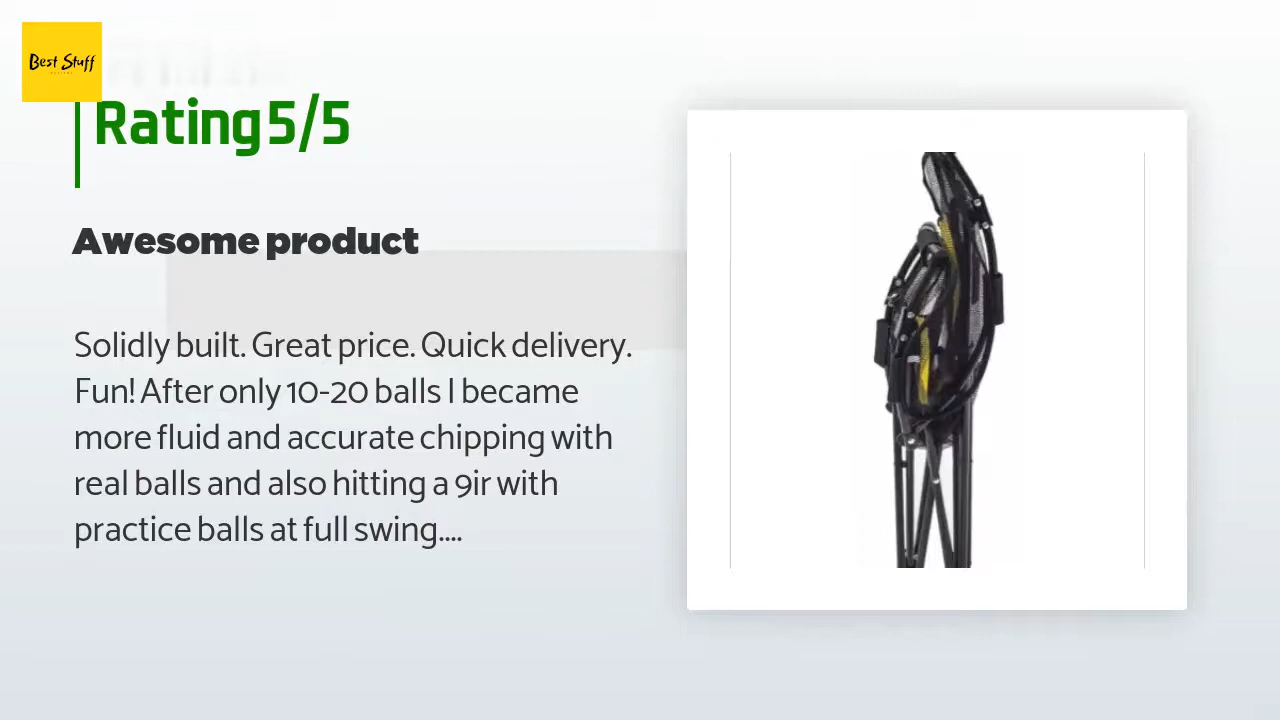 Best Stuff
Rating 5/5
Awesome product
Solidly built. Great price. Quick delivery.
Fun! After only 10-20 balls I became
more fluid and accurate chipping with
real balls and also hitting a 9ir with
practice balls at full swing....